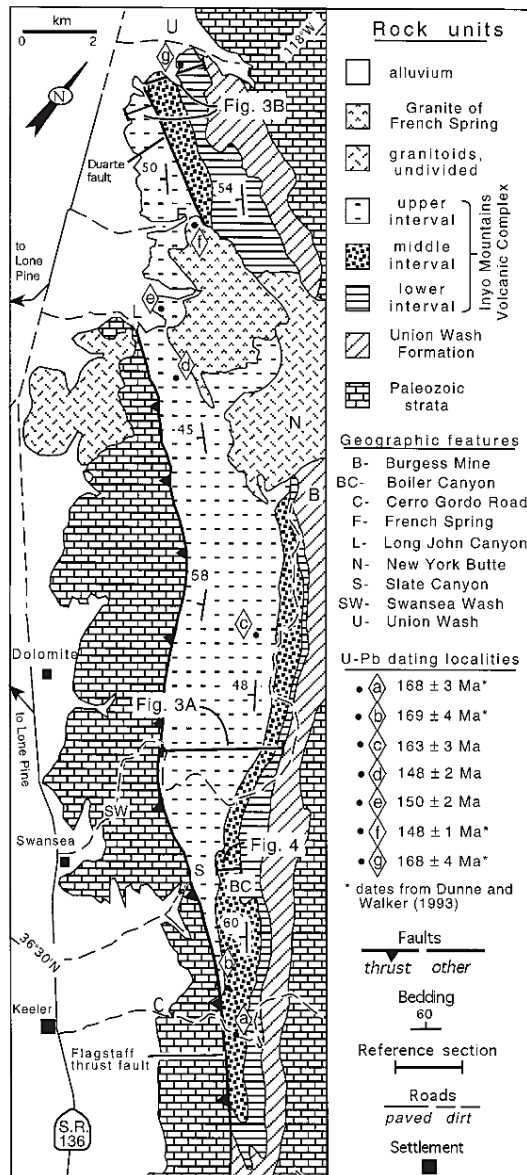 km
0 2
U
118°W
g
Fig. 3B
N
Duarte
fault
50
54
F
f
to
Lone Pine
e
L
d
45
N
B
58
c
Dolomite
48
Fig. 3A
to Lone Pine
SW
Swansea
Fig. 4
S
BC
60
36°30'N
b
Keeler
C
a
Flagstaff
thrust fault
S.R.
136
Rock units
alluvium
Granite of
French Spring
granitoids,
undivided
upper
interval
middle
interval
lower
interval
Inyo Mountains
Volcanic Complex
Union Wash
Formation
Paleozoic
strata
Geographic features
B- Burgess Mine
BC- Boiler Canyon
C- Cerro Gordo Road
F- French Spring
L- Long John Canyon
N- New York Butte
S- Slate Canyon
SW- Swansea Wash
U- Union Wash
U-Pb dating localities
a 168 ± 3 Ma*
b 169 ± 4 Ma*
c 163 ± 3 Ma
d 148 ± 2 Ma
e 150 ± 2 Ma
f 148 ± 1 Ma*
g 168 ± 4 Ma*
* dates from Dunne and
Walker (1993)
Faults
thrust other
Bedding
60
Reference section
Roads
paved dirt
Settlement